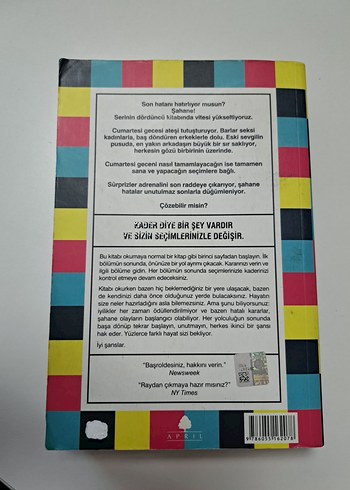 Son hatanı hatırlıyor musun?
Şahane!
Serinin dördüncü kitabında vitesi yükseltiyoruz.
Cumartesi gecesi ateşi tutuşturuyor. Barlar seksi
kadınlarla, baş döndüren erkeklerle dolu. Eski sevgilin
pusuda, en yakın arkadaşın büyük bir sır saklıyor,
herkesin gözü birbirinin üzerinde.
Cumartesi geceni nasıl tamamlayacağın ise tamamen
sana ve yapacağın seçimlere bağlı.
Sürprizler adrenalini son raddeye çıkarıyor, şahane
hatalar unutulmaz sonlarla düğümleniyor.
Çözebilir misin?
KADER DİYE BİR ŞEY VARDIR
VE SİZİN SEÇİMLERİNİZLE DEĞİŞİR.
Bu kitabı okumaya normal bir kitap gibi birinci sayfadan başlayın. İlk
bölümün sonunda, önünüze bir yol ayrımı çıkacak. Kararınızı verin ve
ilgili bölüme gidin. Her bölümün sonunda seçimlerinizle kaderinizi
kontrol etmeye devam edeceksiniz.
Kitabı okurken bazen hiç beklemediğiniz bir yere ulaşacak, bazen
de kendinizi daha önce olduğunuz yerde bulacaksınız. Hayatın
size neler hazırladığını asla bilemezsiniz. Ama şunu biliyorsunuz:
iyilikler her zaman ödüllendirilmiyor ve bazen hatalı kararlar,
şahane olayların başlangıcı olabiliyor. Her yolculuğun sonunda
başa dönüp tekrar başlayın, unutmayın, herkes ikinci bir şansı
hak eder. Yüzlerce farklı hayat sizi bekliyor.
İyi şanslar.
"Başroldesiniz, hakkını verin."
Newsweek
"Raydan çıkmaya hazır mısınız?"
NY Times
APRIL
9 786055 162078